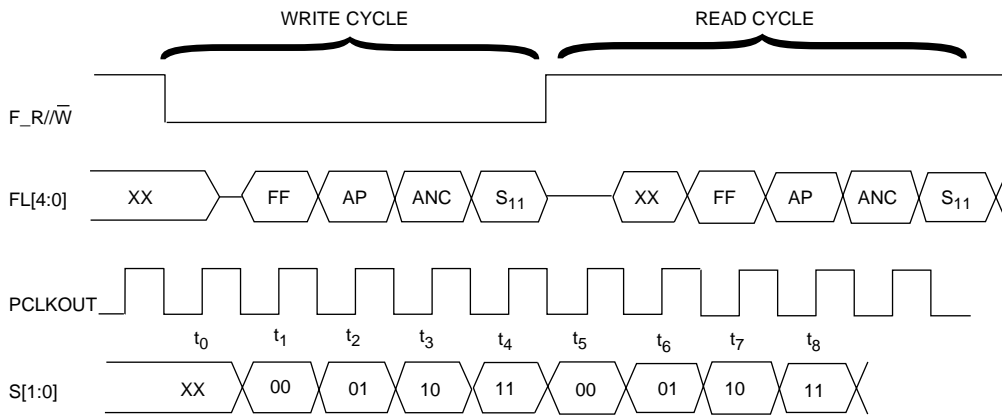 WRITE CYCLE READ CYCLE
F_R//W̅
FL[4:0] XX FF AP ANC S₁₁ XX FF AP ANC S₁₁
PCLKOUT
t₀ t₁ t₂ t₃ t₄ t₅ t₆ t₇ t₈
S[1:0] XX 00 01 10 11 00 01 10 11